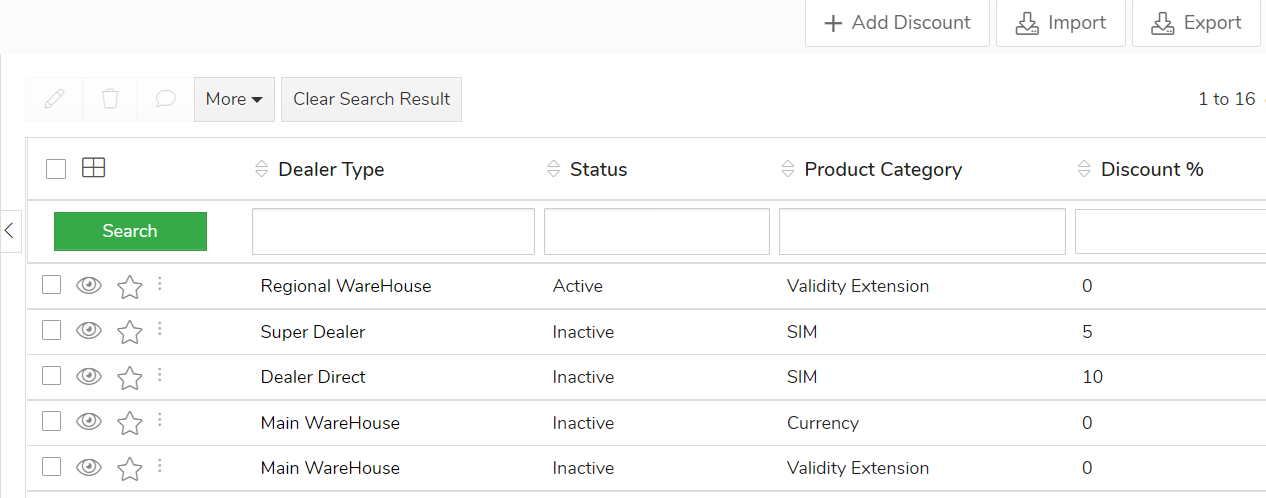 Add Discount Import Export
More Clear Search Result 1 to 16
Dealer Type Status Product Category Discount %
Search
Regional WareHouse Active Validity Extension 0
Super Dealer Inactive SIM 5
Dealer Direct Inactive SIM 10
Main WareHouse Inactive Currency 0
Main WareHouse Inactive Validity Extension 0